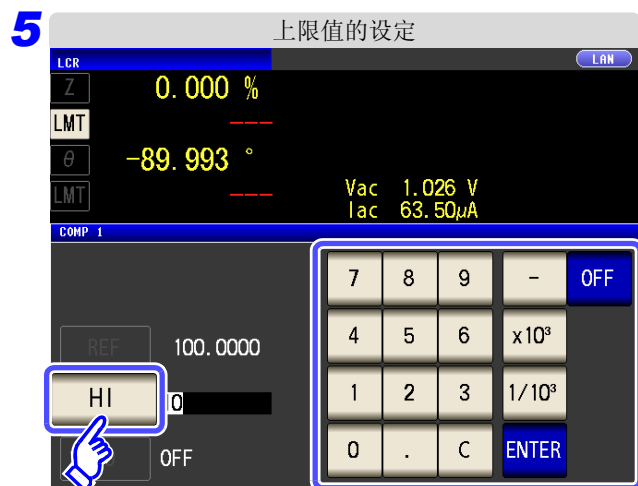 5 上限值的设定
LCR LAN
Z 0.000 %
LMT ---
θ -89.993 °
LMT ---
Vac 1.026 V
Iac 63.50μA
COMP 1
7 8 9 - OFF
REF 100.0000
4 5 6 x10³
HI 10
1 2 3 1/10³
OFF
0 . C ENTER